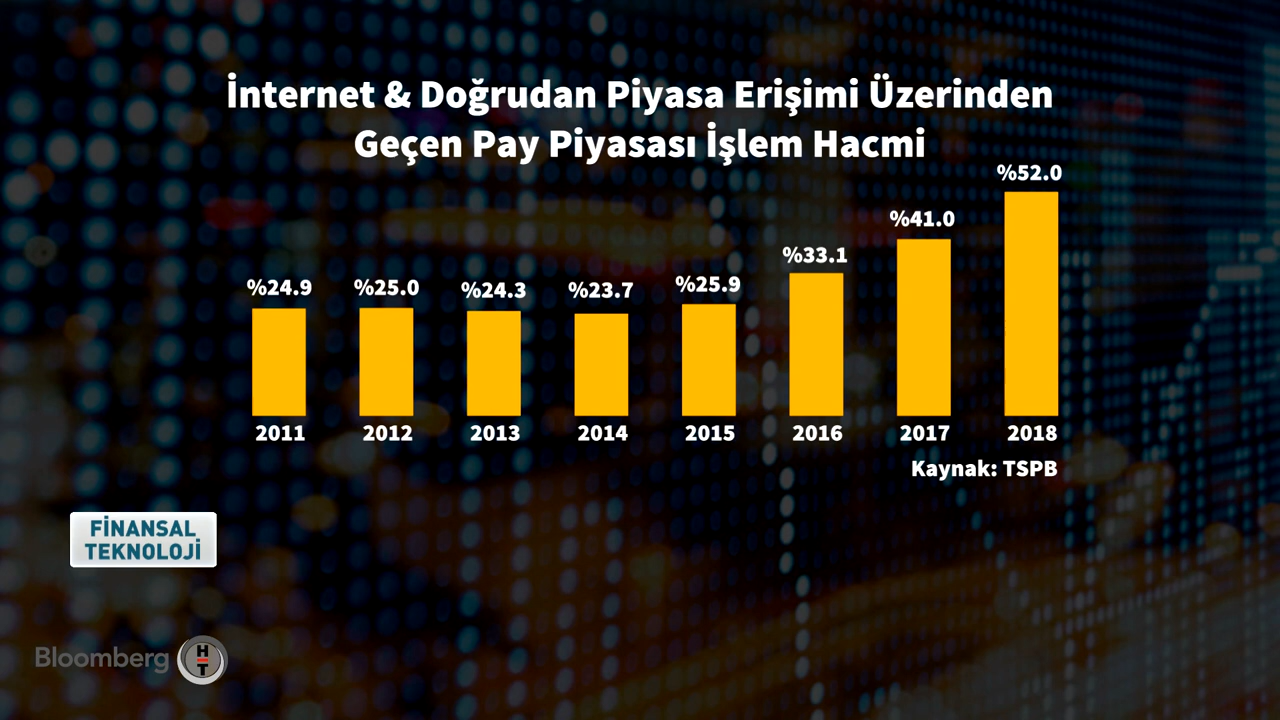 İnternet & Doğrudan Piyasa Erişimi Üzerinden
Geçen Pay Piyasası İşlem Hacmi
%24.9 %25.0 %24.3 %23.7 %25.9 %33.1 %41.0 %52.0
2011 2012 2013 2014 2015 2016 2017 2018
Kaynak: TSPB
FİNANSAL
TEKNOLOJİ
Bloomberg HT